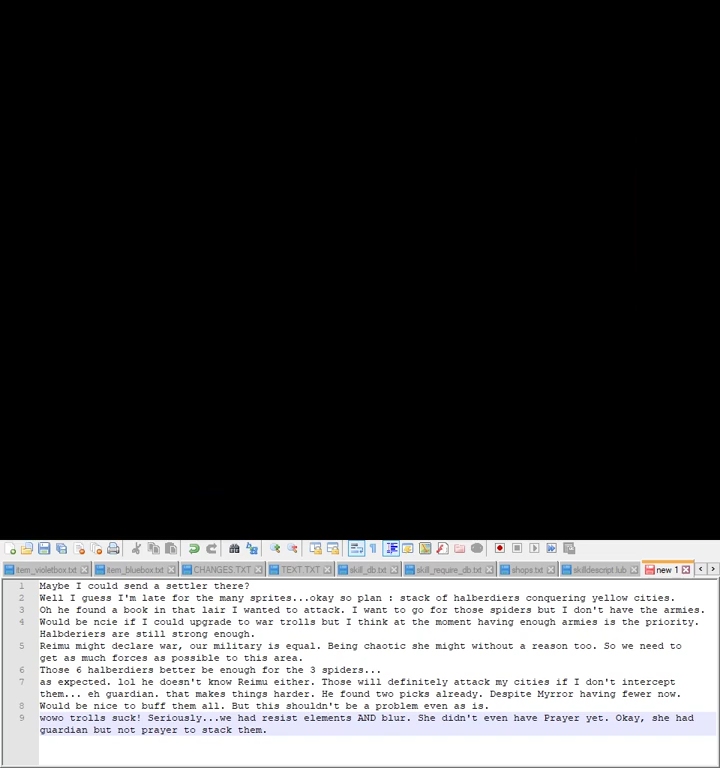 item_violetbox.txt item_bluebox.txt CHANGES.TXT TEXT.TXT skill_db.txt skill_require_db.txt shops.txt skilldescript.lub new 1
1 Maybe I could send a settler there?
2 Well I guess I'm late for the many sprites...okay so plan : stack of halberdiers conquering yellow cities.
3 Oh he found a book in that lair I wanted to attack. I want to go for those spiders but I don't have the armies.
4 Would be ncie if I could upgrade to war trolls but I think at the moment having enough armies is the priority.
Halbderiers are still strong enough.
5 Reimu might declare war, our military is equal. Being chaotic she might without a reason too. So we need to
get as much forces as possible to this area.
6 Those 6 halberdiers better be enough for the 3 spiders...
7 as expected. lol he doesn't know Reimu either. Those will definitely attack my cities if I don't intercept
them... eh guardian. that makes things harder. He found two picks already. Despite Myrror having fewer now.
8 Would be nice to buff them all. But this shouldn't be a problem even as is.
9 wowo trolls suck! Seriously...we had resist elements AND blur. She didn't even have Prayer yet. Okay, she had
guardian but not prayer to stack them.